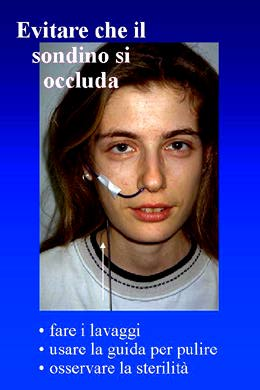 Evitare che il
sondino si
occluda
• fare i lavaggi
• usare la guida per pulire
• osservare la sterilità